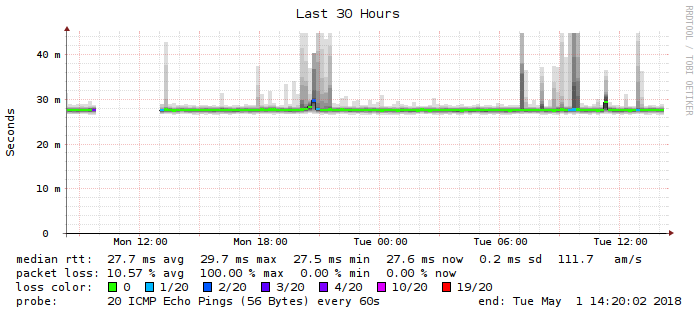 Last 30 Hours
RRDTOOL / TOBI OETIKER
Seconds
40 m
30 m
20 m
10 m
0
Mon 12:00 Mon 18:00 Tue 00:00 Tue 06:00 Tue 12:00
median rtt: 27.7 ms avg 29.7 ms max 27.5 ms min 27.6 ms now 0.2 ms sd 111.7 am/s
packet loss: 10.57 % avg 100.00 % max 0.00 % min 0.00 % now
loss color: 0 1/20 2/20 3/20 4/20 10/20 19/20
probe: 20 ICMP Echo Pings (56 Bytes) every 60s end: Tue May 1 14:20:02 2018